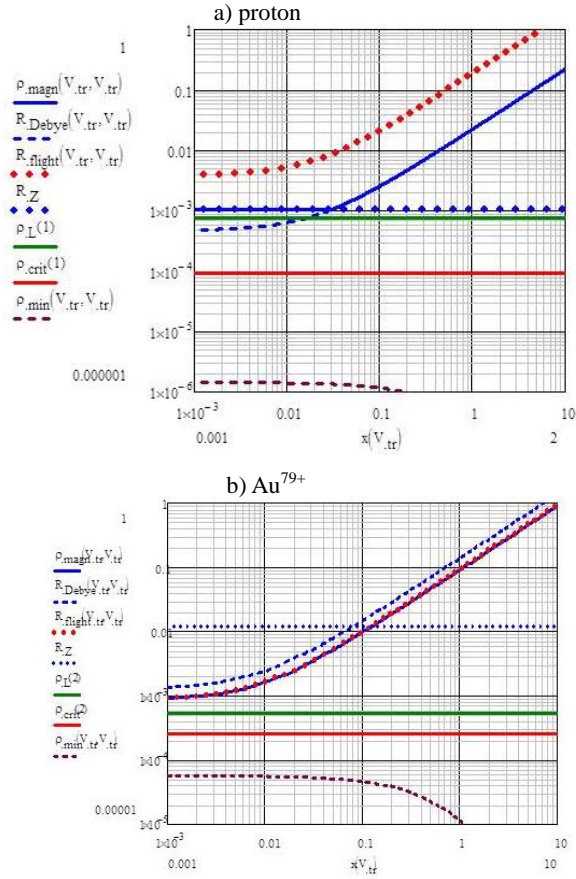 a) proton
1
ρ.magn(V.tr,V.tr)
R.Debye(V.tr,V.tr)
R.flight(V.tr,V.tr)
R.Z
ρ.L(1)
ρ.crit(1)
ρ.min(V.tr,V.tr)
0.000001
1
0.1
0.01
1×10⁻³
1×10⁻⁴
1×10⁻⁵
1×10⁻⁶
1×10⁻³ 0.01 0.1 1 10
0.001 x(V.tr) 2
b) Au⁷⁹⁺
1
ρ.magn(V.tr,V.tr)
R.Debye(V.tr,V.tr)
R.flight(V.tr,V.tr)
R.Z
ρ.L(2)
ρ.crit(2)
ρ.min(V.tr,V.tr)
0.00001
1
0.1
0.01
1×10⁻³
1×10⁻⁴
1×10⁻⁵
1×10⁻³ 0.01 0.1 1 10
0.001 x(V.tr) 10